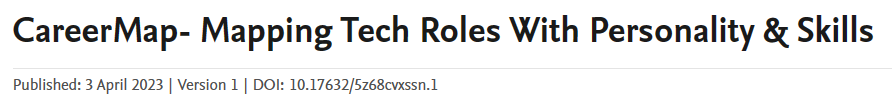 CareerMap- Mapping Tech Roles With Personality & Skills
Published: 3 April 2023 | Version 1 | DOI: 10.17632/5z68cvxssn.1